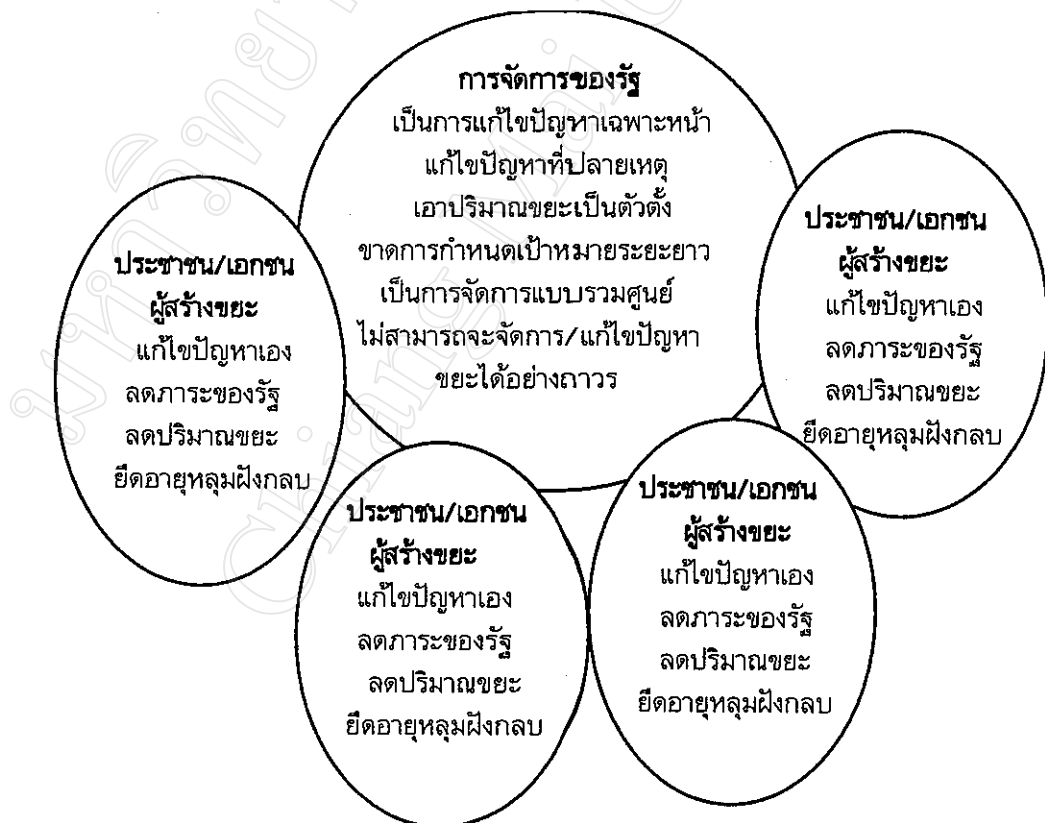 การจัดการของรัฐ
เป็นการแก้ไขปัญหาเฉพาะหน้า
แก้ไขปัญหาที่ปลายเหตุ
เอาปริมาณขยะเป็นตัวตั้ง
ขาดการกำหนดเป้าหมายระยะยาว
เป็นการจัดการแบบรวมศูนย์
ไม่สามารถจะจัดการ/แก้ไขปัญหา
ขยะได้อย่างถาวร
ประชาชน/เอกชน
ผู้สร้างขยะ
แก้ไขปัญหาเอง
ลดภาระของรัฐ
ลดปริมาณขยะ
ยืดอายุหลุมฝังกลบ
ประชาชน/เอกชน
ผู้สร้างขยะ
แก้ไขปัญหาเอง
ลดภาระของรัฐ
ลดปริมาณขยะ
ยืดอายุหลุมฝังกลบ
ประชาชน/เอกชน
ผู้สร้างขยะ
แก้ไขปัญหาเอง
ลดภาระของรัฐ
ลดปริมาณขยะ
ยืดอายุหลุมฝังกลบ
ประชาชน/เอกชน
ผู้สร้างขยะ
แก้ไขปัญหาเอง
ลดภาระของรัฐ
ลดปริมาณขยะ
ยืดอายุหลุมฝังกลบ
Chiang Mai